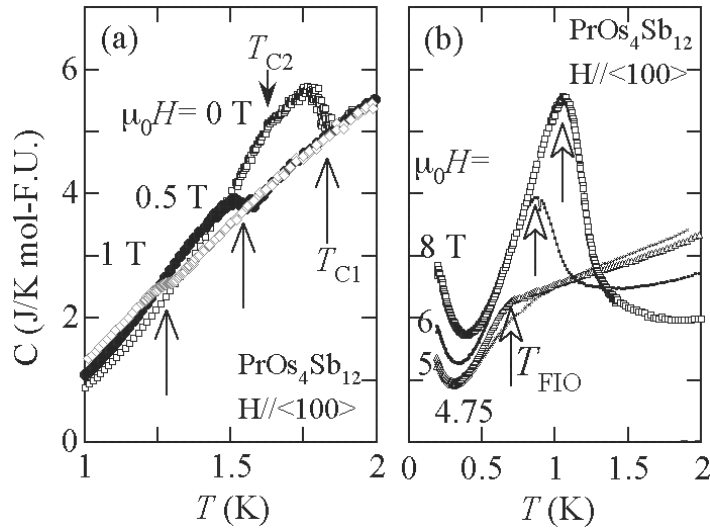 (a)
T_C2
μ₀H= 0 T
0.5 T
1 T
T_C1
PrOs₄Sb₁₂
H//<100>
6
4
2
0
C (J/K mol-F.U.)
1
1.5
2
T (K)
(b)
PrOs₄Sb₁₂
H//<100>
μ₀H=
8 T
6
5
4.75
T_FIO
0
0.5
1
1.5
2
T (K)